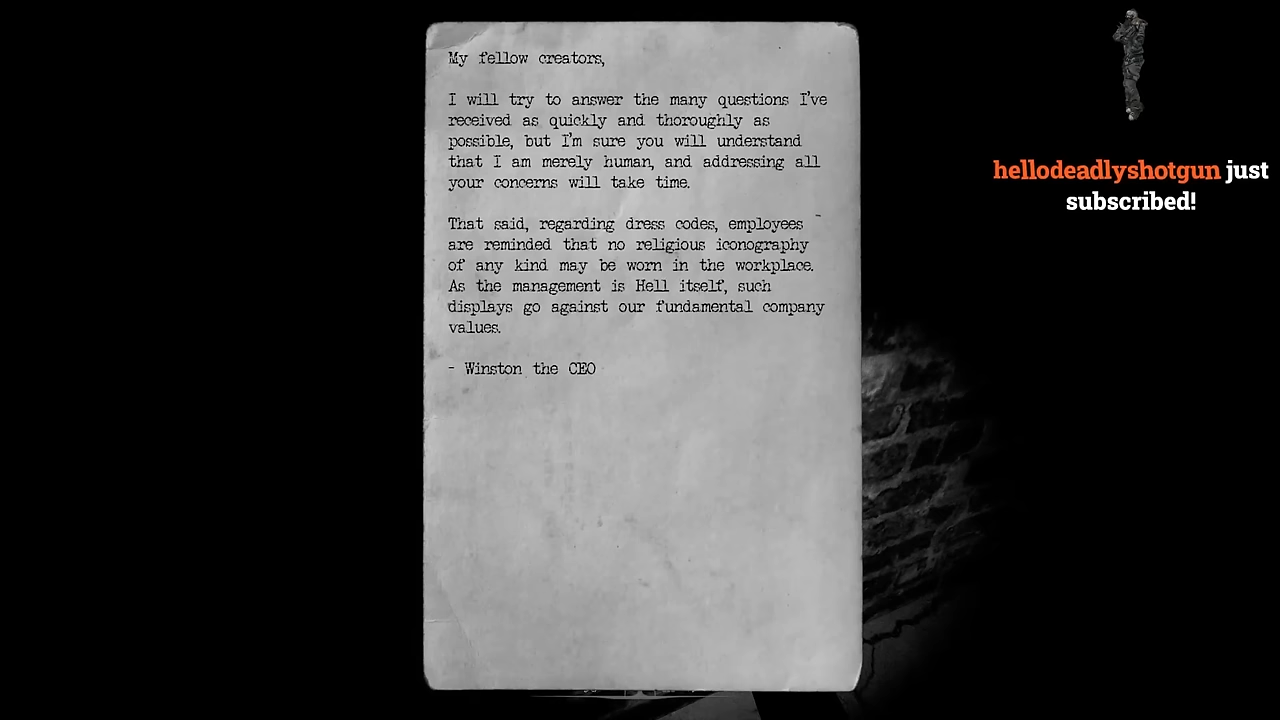 My fellow creators,
I will try to answer the many questions I've
received as quickly and thoroughly as
possible, but I'm sure you will understand
that I am merely human, and addressing all
your concerns will take time.
That said, regarding dress codes, employees
are reminded that no religious iconography
of any kind may be worn in the workplace.
As the management is Hell itself, such
displays go against our fundamental company
values.
- Winston the CEO
hellodeadlyshotgun just
subscribed!